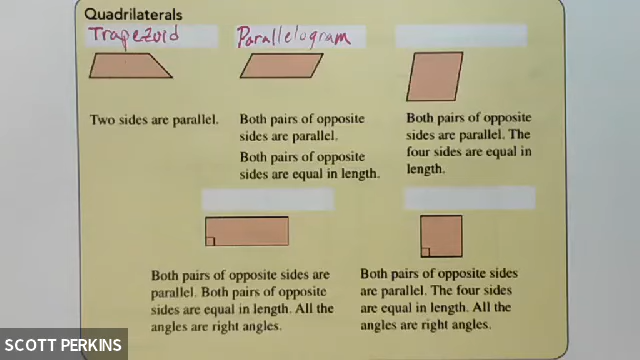 Quadrilaterals
Trapezoid
Parallelogram
Two sides are parallel.
Both pairs of opposite
sides are parallel.
Both pairs of opposite
sides are equal in length.
Both pairs of opposite
sides are parallel. The
four sides are equal in
length.
Both pairs of opposite sides are
parallel. Both pairs of opposite
sides are equal in length. All the
angles are right angles.
Both pairs of opposite sides
are parallel. The four sides
are equal in length. All the
angles are right angles.
SCOTT PERKINS